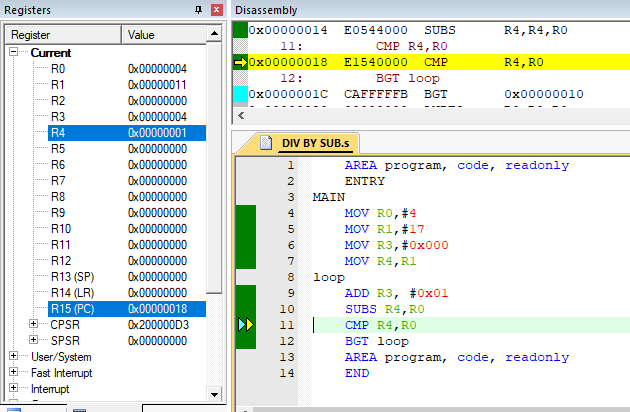 Registers
Register Value
Current
R0 0x00000004
R1 0x00000011
R2 0x00000000
R3 0x00000004
R4 0x00000001
R5 0x00000000
R6 0x00000000
R7 0x00000000
R8 0x00000000
R9 0x00000000
R10 0x00000000
R11 0x00000000
R12 0x00000000
R13 (SP) 0x00000000
R14 (LR) 0x00000000
R15 (PC) 0x00000018
CPSR 0x200000D3
SPSR 0x00000000
User/System
Fast Interrupt
Interrupt
Disassembly
0x00000014 E0544000 SUBS R4,R4,R0
11: CMP R4,R0
0x00000018 E1540000 CMP R4,R0
12: BGT loop
0x0000001C CAFFFFFB BGT 0x00000010
DIV BY SUB.s
1 AREA program, code, readonly
2 ENTRY
3 MAIN
4 MOV R0,#4
5 MOV R1,#17
6 MOV R3,#0x000
7 MOV R4,R1
8 loop
9 ADD R3, #0x01
10 SUBS R4,R0
11 CMP R4,R0
12 BGT loop
13 AREA program, code, readonly
14 END